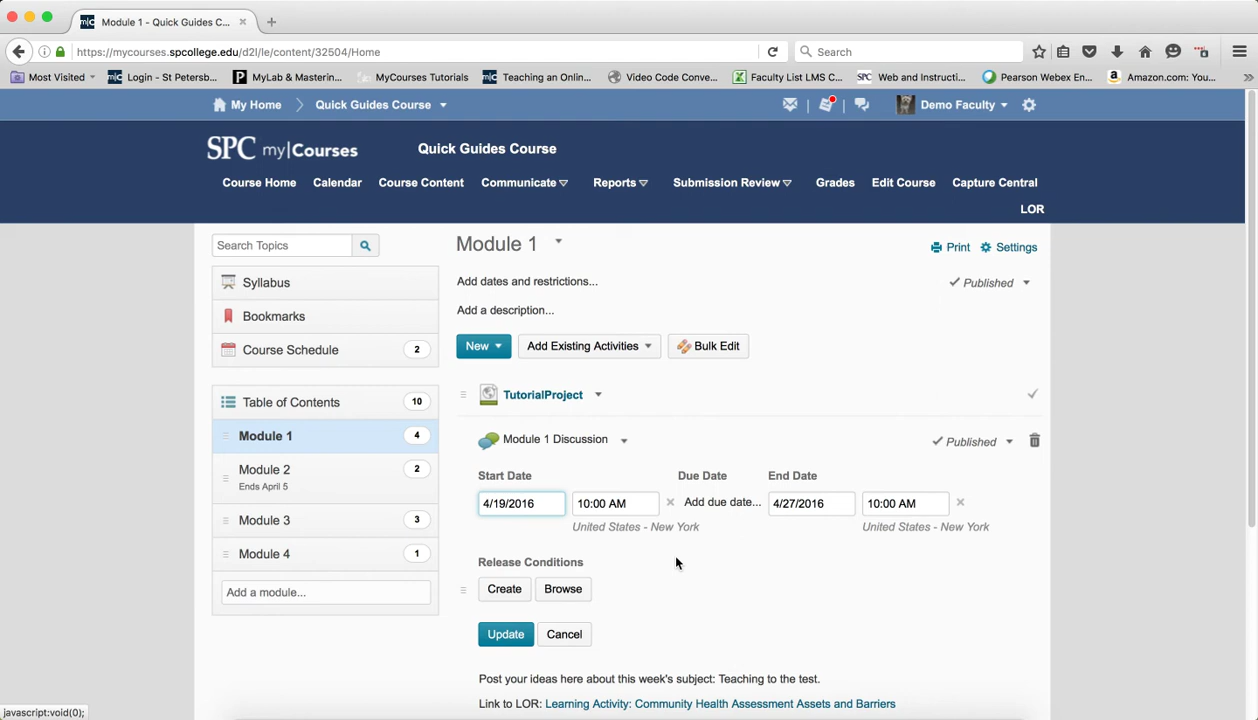 Module 1 - Quick Guides C...
https://mycourses.spcollege.edu/d2l/le/content/32504/Home
Search
Most Visited
Login - St Petersb...
MyLab & Masterin...
MyCourses Tutorials
Teaching an Online...
Video Code Conve...
Faculty List LMS C...
Web and Instructi...
Pearson Webex En...
Amazon.com: You...
My Home
Quick Guides Course
Demo Faculty
SPC my|Courses
Quick Guides Course
Course Home
Calendar
Course Content
Communicate
Reports
Submission Review
Grades
Edit Course
Capture Central
LOR
Search Topics
Syllabus
Bookmarks
Course Schedule 2
Table of Contents 10
Module 1 4
Module 2 2
Ends April 5
Module 3 3
Module 4 1
Add a module...
Module 1
Print
Settings
Add dates and restrictions...
Published
Add a description...
New
Add Existing Activities
Bulk Edit
TutorialProject
Module 1 Discussion
Published
Start Date
Due Date
End Date
4/19/2016
10:00 AM
Add due date...
4/27/2016
10:00 AM
United States - New York
United States - New York
Release Conditions
Create
Browse
Update
Cancel
Post your ideas here about this week's subject: Teaching to the test.
Link to LOR: Learning Activity: Community Health Assessment Assets and Barriers
javascript:void(0);